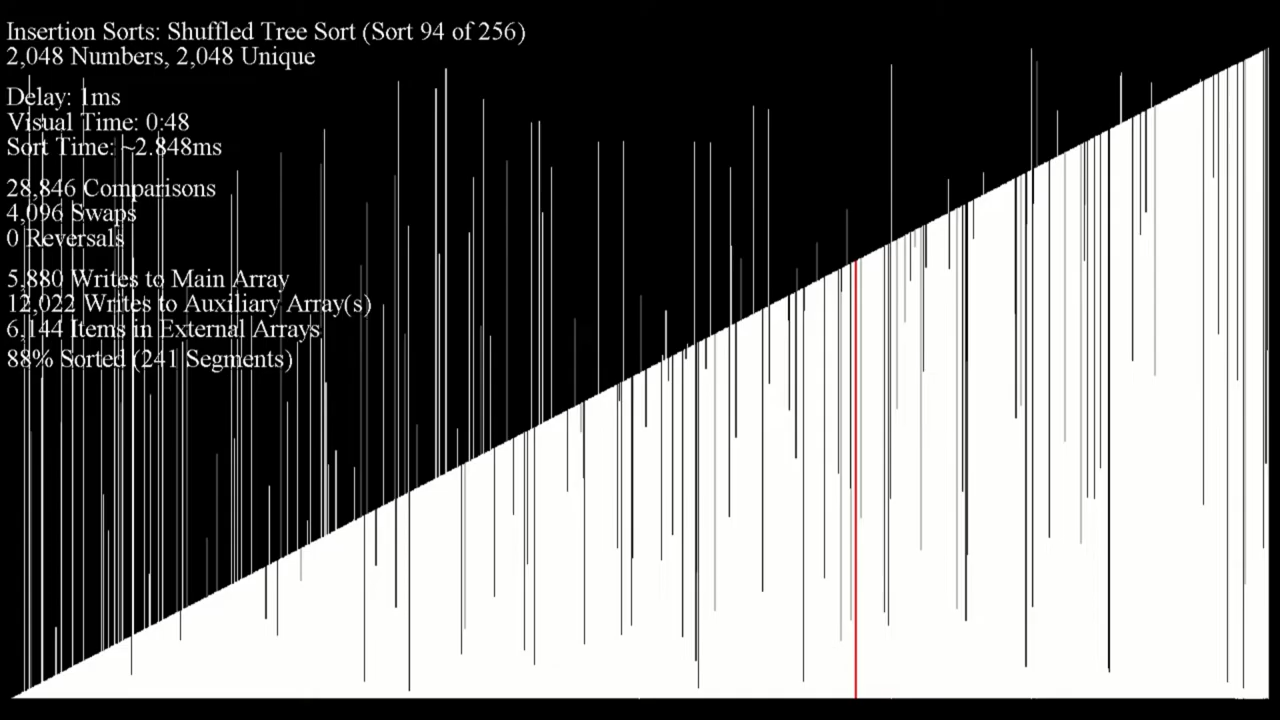 Insertion Sorts: Shuffled Tree Sort (Sort 94 of 256)
2,048 Numbers, 2,048 Unique
Delay: 1ms
Visual Time: 0:48
Sort Time: ~2.848ms
28,846 Comparisons
4,096 Swaps
0 Reversals
5,880 Writes to Main Array
12,022 Writes to Auxiliary Array(s)
6,144 Items in External Arrays
88% Sorted (241 Segments)